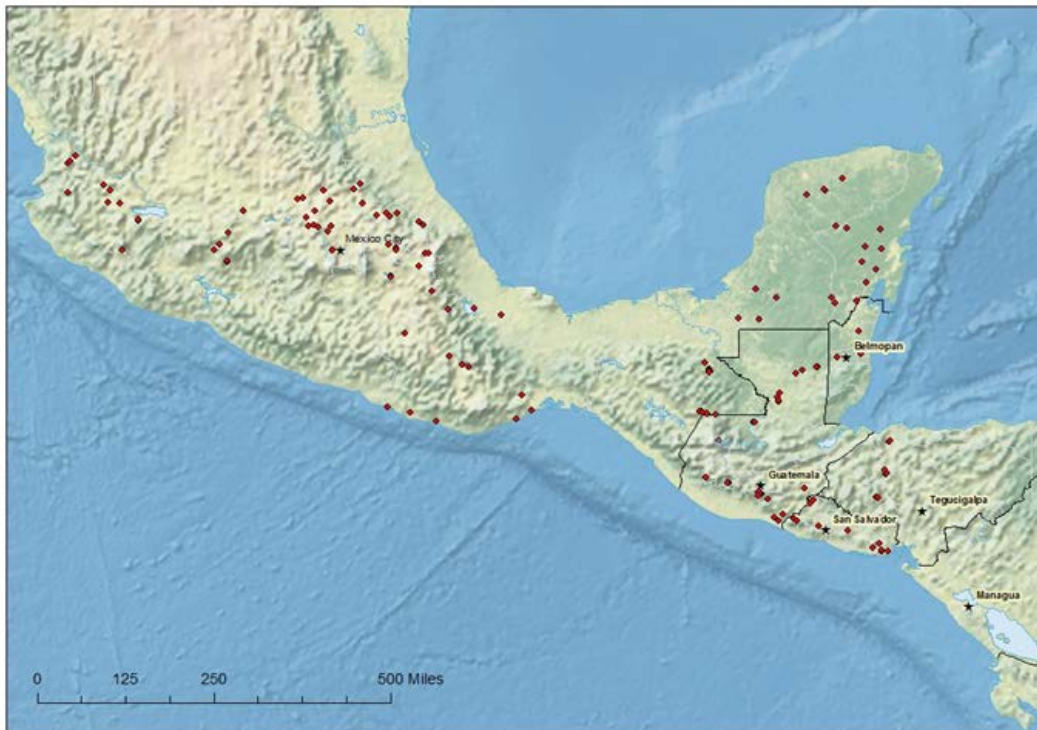 Mexico City
Belmopan
Guatemala
Tegucigalpa
San Salvador
Managua
0 125 250 500 Miles